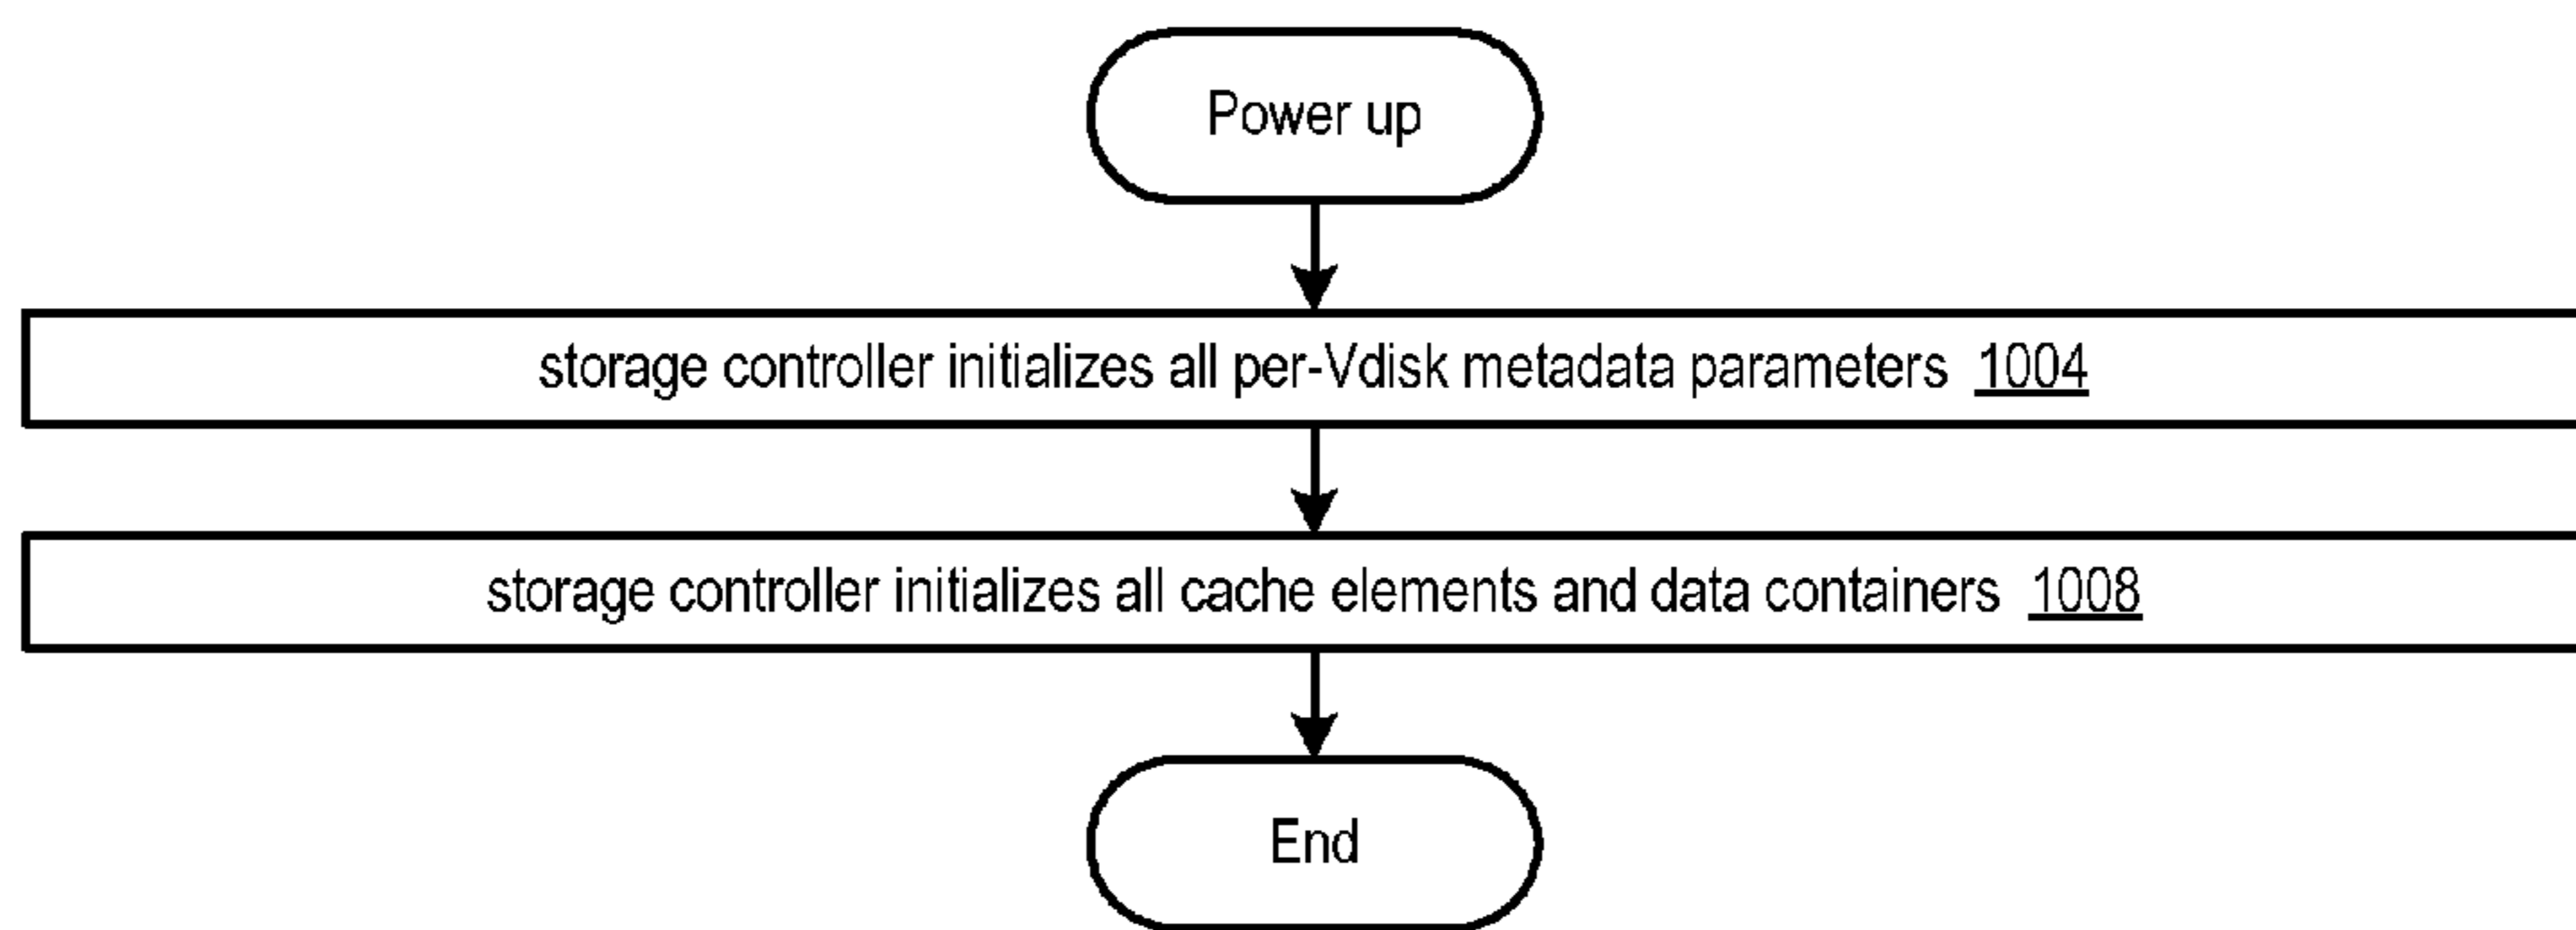 Power up
storage controller initializes all per-Vdisk metadata parameters 1004
storage controller initializes all cache elements and data containers 1008
End